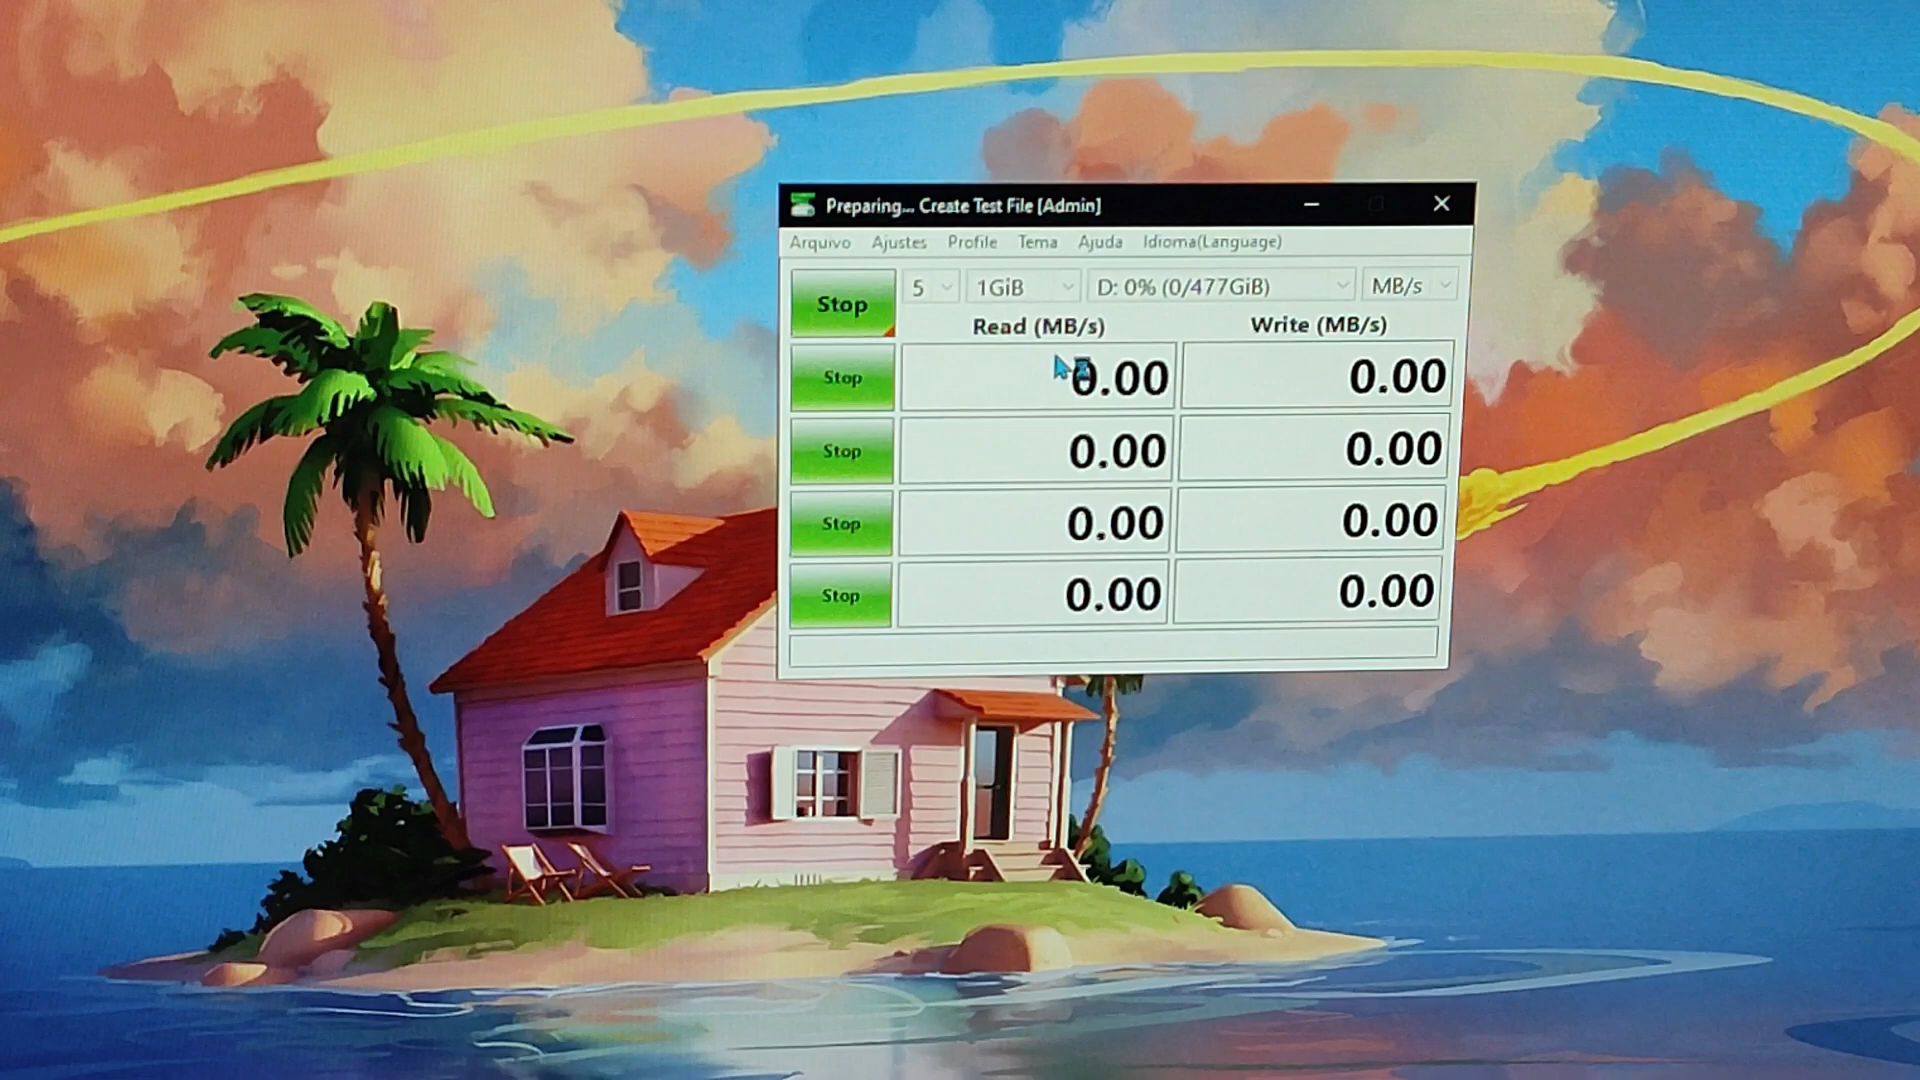 Preparing... Create Test File [Admin]
Arquivo Ajustes Profile Tema Ajuda Idioma(Language)
Stop 5 1GiB D: 0% (0/477GiB) MB/s
Read (MB/s) Write (MB/s)
Stop 0.00 0.00
Stop 0.00 0.00
Stop 0.00 0.00
Stop 0.00 0.00